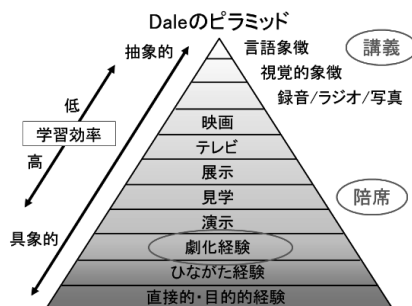 Daleのピラミッド
抽象的
言語象徴
講義
視覚的象徴
録音/ラジオ/写真
低
学習効率
高
映画
テレビ
展示
見学
陪席
演示
具象的
劇化経験
ひながた経験
直接的・目的的経験